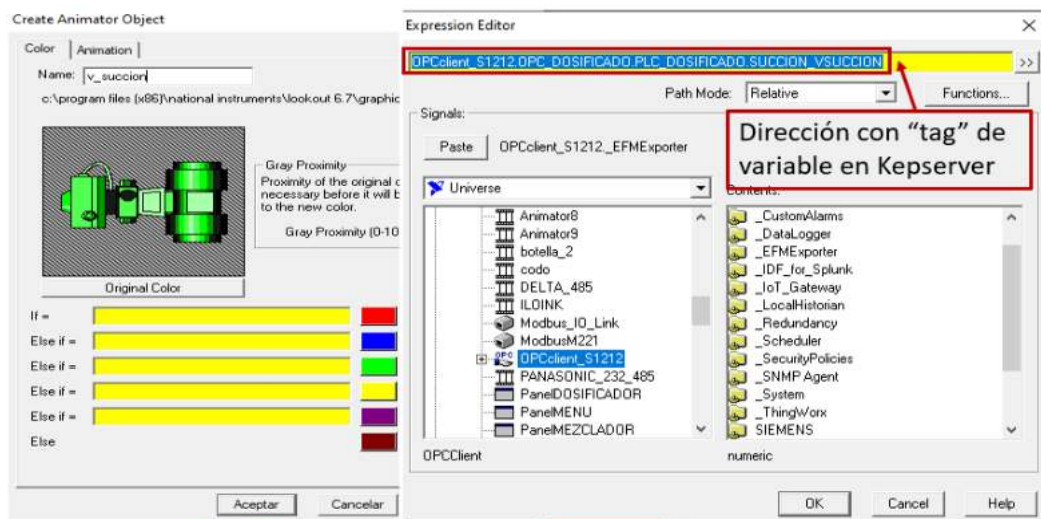 Create Animator Object
Color Animation
Name: v_succion
c:\program files (x86)\national instruments\lookout 6.7\graphic
Gray Proximity
Proximity of the original c
necessary before it will b
to the new color.
Gray Proximity (0-10
Original Color
If =
Else if =
Else if =
Else if =
Else if =
Else
Aceptar Cancelar
Expression Editor
OPCclient_S1212.OPC_DOSIFICADO.PLC_DOSIFICADO.SUCCION_VSUCCION >>
Path Mode: Relative Functions...
Signals:
Paste OPCclient_S1212._EFMExporter
Dirección con “tag” de
variable en Kepserver
Universe
Contents:
Animator8
Animator9
botella_2
codo
DELTA_485
ILOINK
Modbus_IO_Link
ModbusM221
OPC OPCclient_S1212
PANASONIC_232_485
PanelDOSIFICADOR
PanelMENU
PanelMEZCLADOR
_CustomAlarms
_DataLogger
_EFMExporter
_IDF_for_Splunk
_IoT_Gateway
_LocalHistorian
_Redundancy
_Scheduler
_SecurityPolicies
_SNMP Agent
_System
_ThingWorx
SIEMENS
OPCClient numeric
OK Cancel Help